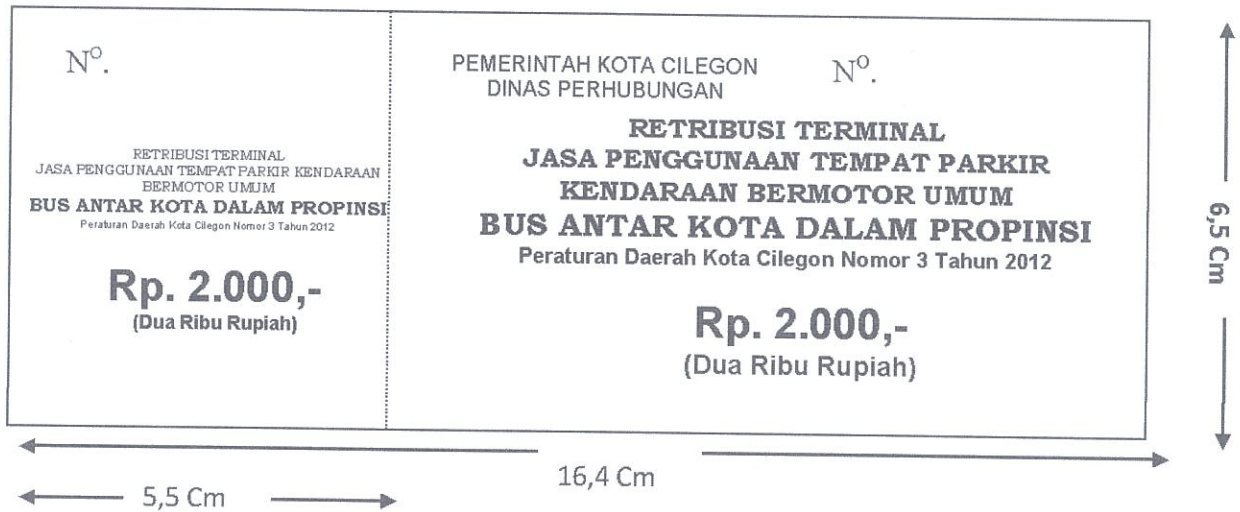 Nº.
RETRIBUSI TERMINAL
JASA PENGGUNAAN TEMPAT PARKIR KENDARAAN
BERMOTOR UMUM
BUS ANTAR KOTA DALAM PROPINSI
Peraturan Daerah Kota Cilegon Nomor 3 Tahun 2012
Rp. 2.000,-
(Dua Ribu Rupiah)
PEMERINTAH KOTA CILEGON
DINAS PERHUBUNGAN
Nº.
RETRIBUSI TERMINAL
JASA PENGGUNAAN TEMPAT PARKIR
KENDARAAN BERMOTOR UMUM
BUS ANTAR KOTA DALAM PROPINSI
Peraturan Daerah Kota Cilegon Nomor 3 Tahun 2012
Rp. 2.000,-
(Dua Ribu Rupiah)
6,5 Cm
16,4 Cm
5,5 Cm